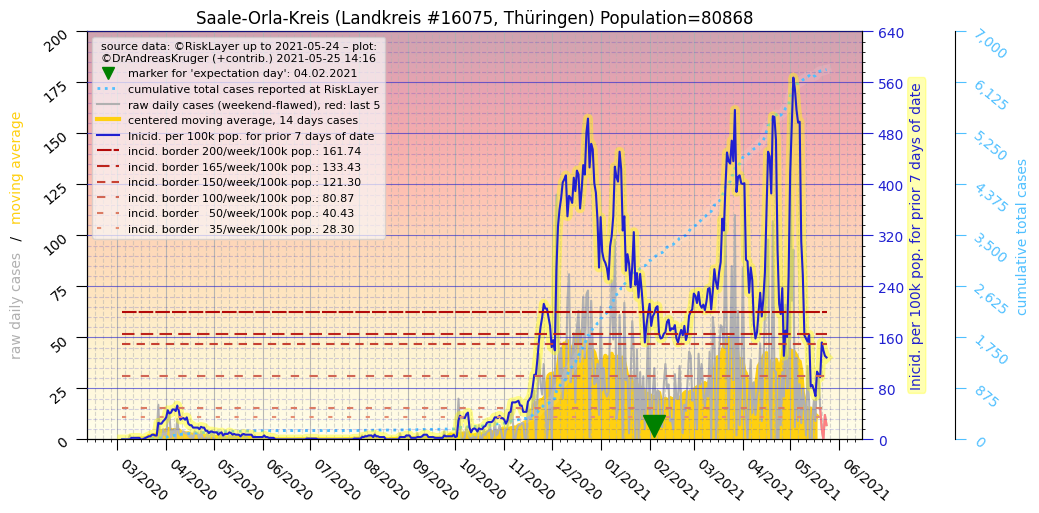 Saale-Orla-Kreis (Landkreis #16075, Thüringen) Population=80868
source data: ©RiskLayer up to 2021-05-24 – plot:
©DrAndreasKruger (+contrib.) 2021-05-25 14:16
marker for 'expectation day': 04.02.2021
cumulative total cases reported at RiskLayer
raw daily cases (weekend-flawed), red: last 5
centered moving average, 14 days cases
Inicid. per 100k pop. for prior 7 days of date
incid. border 200/week/100k pop.: 161.74
incid. border 165/week/100k pop.: 133.43
incid. border 150/week/100k pop.: 121.30
incid. border 100/week/100k pop.: 80.87
incid. border   50/week/100k pop.: 40.43
incid. border   35/week/100k pop.: 28.30
raw daily cases / moving average
200
175
150
125
100
75
50
25
0
03/2020
04/2020
05/2020
06/2020
07/2020
08/2020
09/2020
10/2020
11/2020
12/2020
01/2021
02/2021
03/2021
04/2021
05/2021
06/2021
640
560
480
400
320
240
160
80
0
Inicid. per 100k pop. for prior 7 days of date
7,000
6,125
5,250
4,375
3,500
2,625
1,750
875
0
cumulative total cases